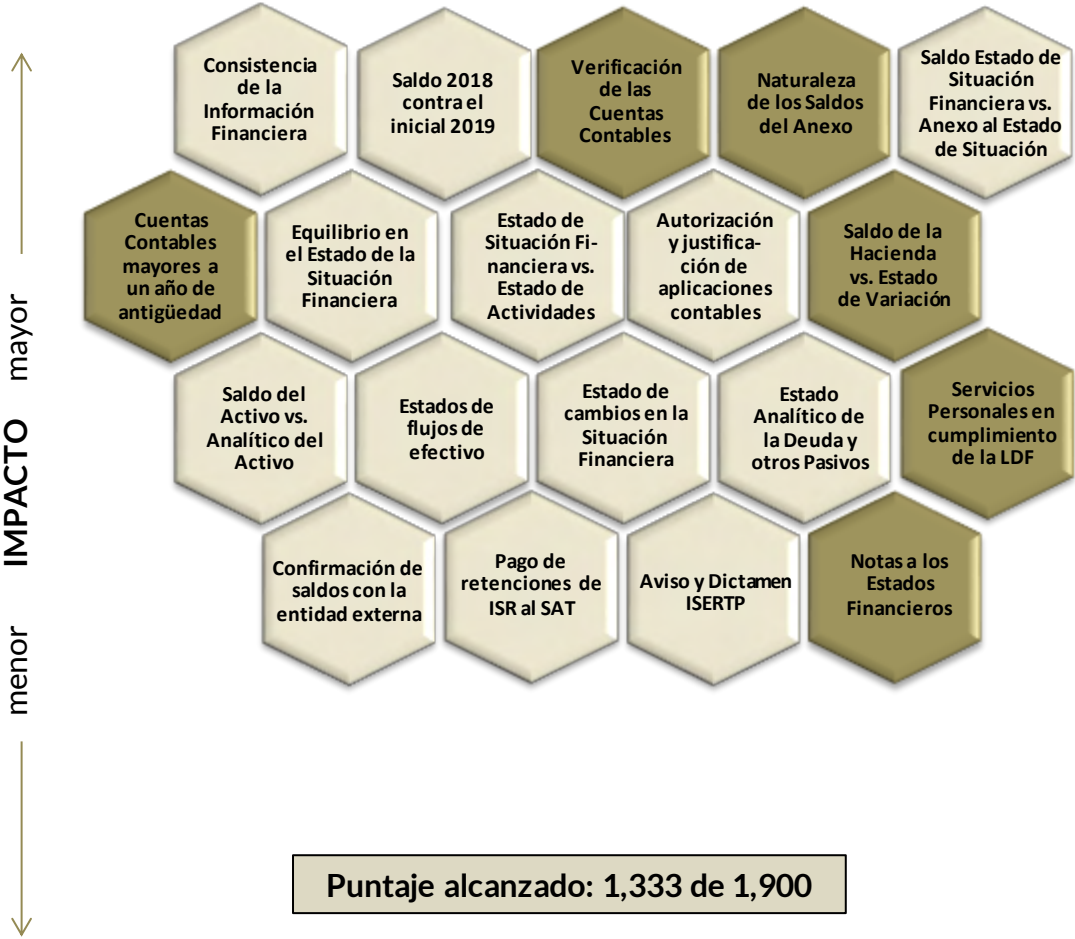 Consistencia
de la
Información
Financiera
Saldo 2018
contra el
inicial 2019
Verificación
de las
Cuentas
Contables
Naturaleza
de los Saldos
del Anexo
Saldo Estado de
Situación
Financiera vs.
Anexo al Estado
de Situación
Cuentas
Contables
mayores a
un año de
antigüedad
Equilibrio en
el Estado de la
Situación
Financiera
Estado de
Situación Fi-
nanciera vs.
Estado de
Actividades
Autorización
y justifica-
ción de
aplicaciones
contables
Saldo de la
Hacienda
vs. Estado
de Variación
Saldo del
Activo vs.
Analítico del
Activo
Estados de
flujos de
efectivo
Estado de
cambios en la
Situación
Financiera
Estado
Analítico de
la Deuda y
otros Pasivos
Servicios
Personales en
cumplimiento
de la LDF
Confirmación de
saldos con la
entidad externa
Pago de
retenciones de
ISR al SAT
Aviso y Dictamen
ISERTP
Notas a los
Estados
Financieros
menor IMPACTO mayor
Puntaje alcanzado: 1,333 de 1,900